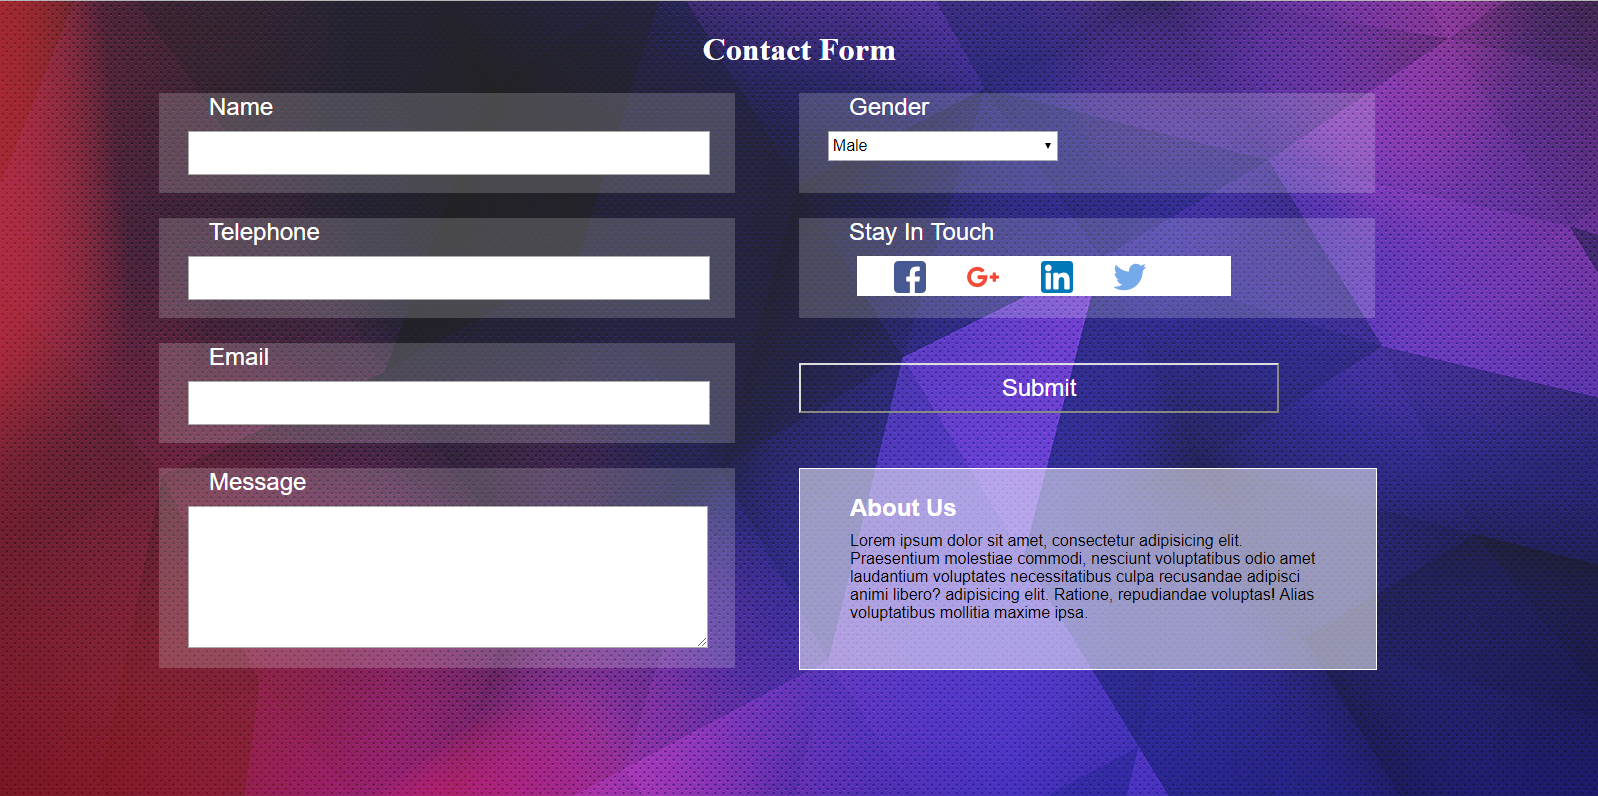 Contact Form
Name
Gender
Male
Telephone
Stay In Touch
G+
in
Email
Submit
Message
About Us
Lorem ipsum dolor sit amet, consectetur adipisicing elit.
Praesentium molestiae commodi, nesciunt voluptatibus odio amet
laudantium voluptates necessitatibus culpa recusandae adipisci
animi libero? adipisicing elit. Ratione, repudiandae voluptas! Alias
voluptatibus mollitia maxime ipsa.